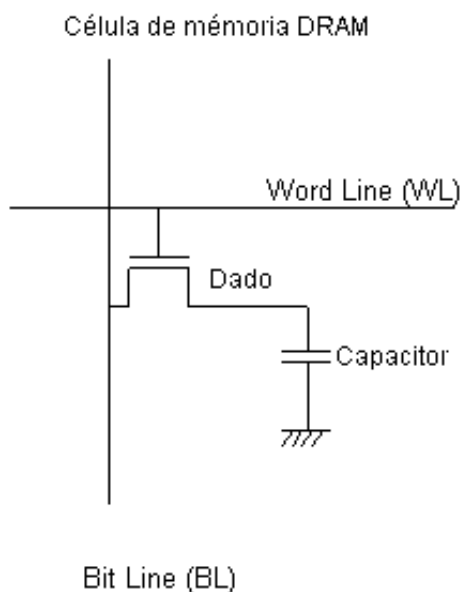 Célula de mémoria DRAM
Word Line (WL)
Dado
Capacitor
Bit Line (BL)